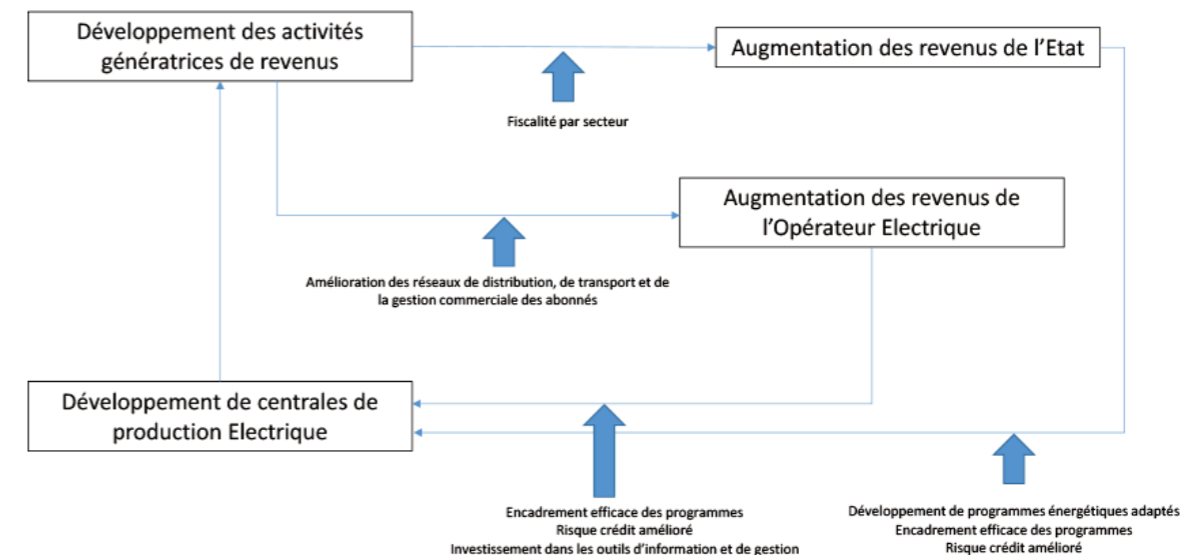 Développement des activités
génératrices de revenus
Augmentation des revenus de l'Etat
Fiscalité par secteur
Augmentation des revenus de
l'Opérateur Electrique
Amélioration des réseaux de distribution, de transport et de
la gestion commerciale des abonnés
Développement de centrales de
production Electrique
Encadrement efficace des programmes
Risque crédit amélioré
Investissement dans les outils d'information et de gestion
Développement de programmes énergétiques adaptés
Encadrement efficace des programmes
Risque crédit amélioré